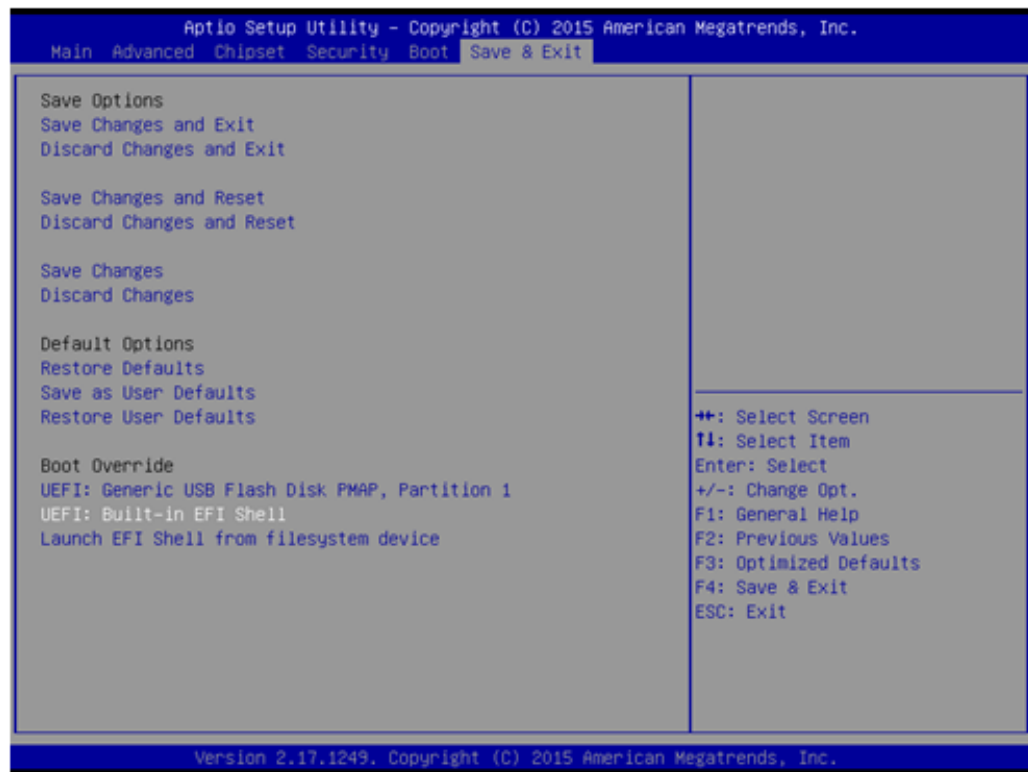 Aptio Setup Utility – Copyright (C) 2015 American Megatrends, Inc.
Main Advanced Chipset Security Boot Save & Exit
Save Options
Save Changes and Exit
Discard Changes and Exit
Save Changes and Reset
Discard Changes and Reset
Save Changes
Discard Changes
Default Options
Restore Defaults
Save as User Defaults
Restore User Defaults
Boot Override
UEFI: Generic USB Flash Disk PMAP, Partition 1
UEFI: Built-in EFI Shell
Launch EFI Shell from filesystem device
→←: Select Screen
↑↓: Select Item
Enter: Select
+/-: Change Opt.
F1: General Help
F2: Previous Values
F3: Optimized Defaults
F4: Save & Exit
ESC: Exit
Version 2.17.1249. Copyright (C) 2015 American Megatrends, Inc.